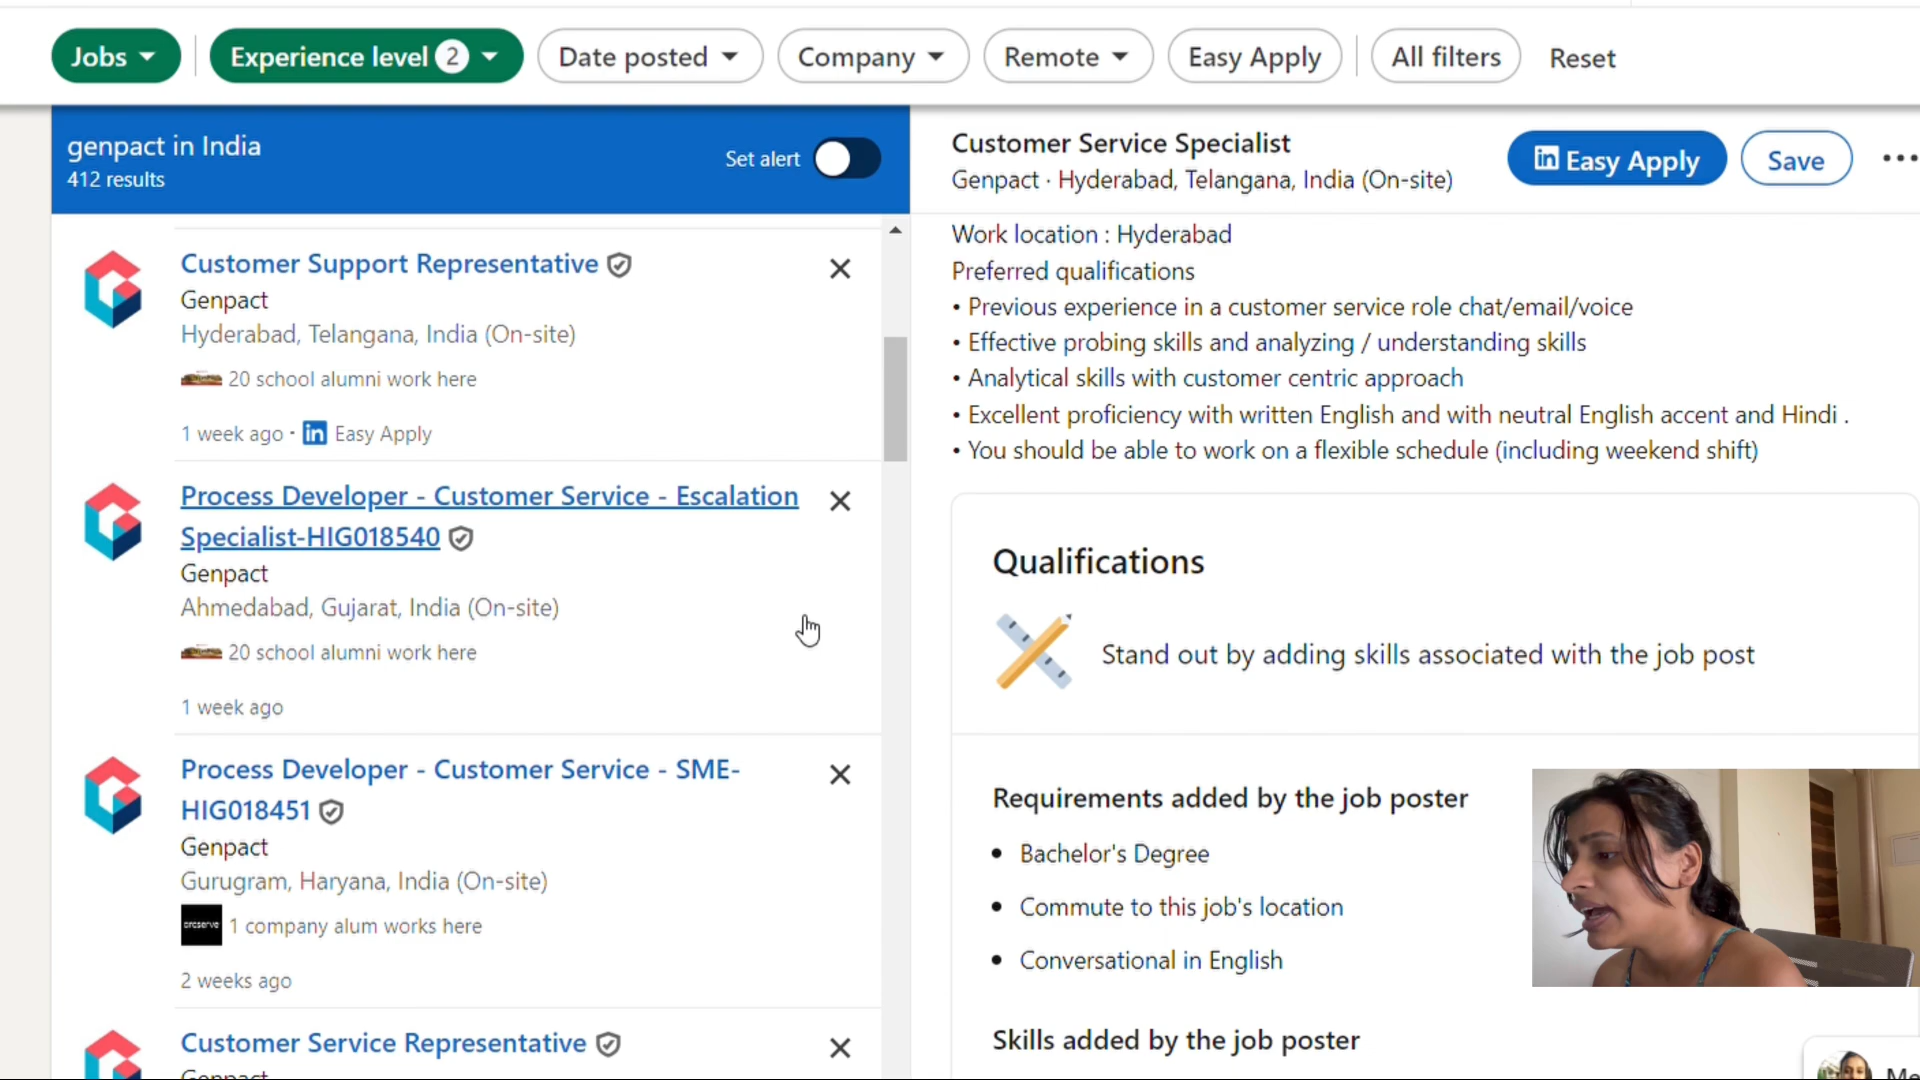 Jobs
Experience level 2
Date posted
Company
Remote
Easy Apply
All filters
Reset
genpact in India
412 results
Set alert
Customer Support Representative
Genpact
Hyderabad, Telangana, India (On-site)
20 school alumni work here
1 week ago · in Easy Apply
Process Developer - Customer Service - Escalation
Specialist-HIG018540
Genpact
Ahmedabad, Gujarat, India (On-site)
20 school alumni work here
1 week ago
Process Developer - Customer Service - SME-
HIG018451
Genpact
Gurugram, Haryana, India (On-site)
1 company alum works here
2 weeks ago
Customer Service Representative
Genpact
Customer Service Specialist
Genpact · Hyderabad, Telangana, India (On-site)
in Easy Apply
Save
Work location : Hyderabad
Preferred qualifications
• Previous experience in a customer service role chat/email/voice
• Effective probing skills and analyzing / understanding skills
• Analytical skills with customer centric approach
• Excellent proficiency with written English and with neutral English accent and Hindi .
• You should be able to work on a flexible schedule (including weekend shift)
Qualifications
Stand out by adding skills associated with the job post
Requirements added by the job poster
• Bachelor's Degree
• Commute to this job's location
• Conversational in English
Skills added by the job poster